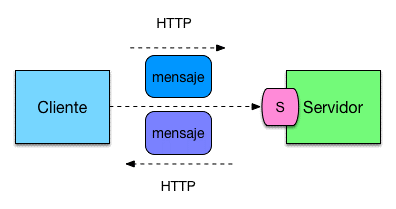 HTTP
mensaje
Cliente
S
Servidor
mensaje
HTTP